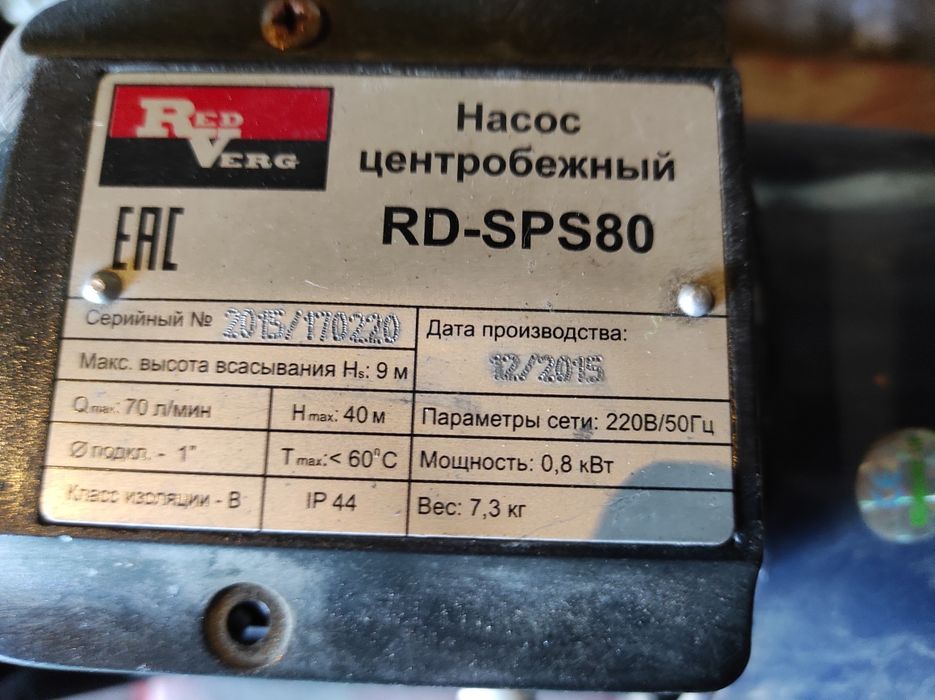 RED
VERG
Насос
центробежный
RD-SPS80
EAC
Серийный № 2015/170220
Дата производства:
12/2015
Макс. высота всасывания Hs: 9 м
Qmax: 70 л/мин
Hmax: 40 м
Параметры сети: 220В/50Гц
Ø подкл. - 1"
Tmax:< 60°C
Мощность: 0,8 кВт
Класс изоляции - В
IP 44
Вес: 7,3 кг